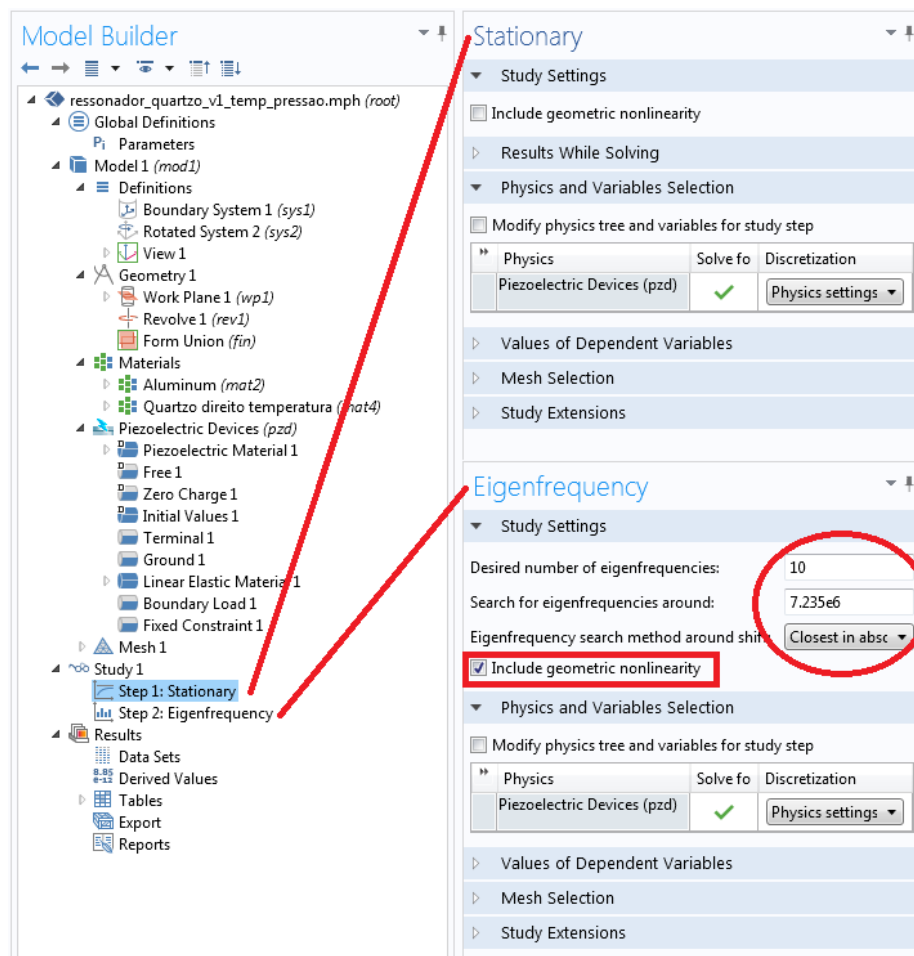 Model Builder
ressonador_quartzo_v1_temp_pressao.mph (root)
Global Definitions
Pi Parameters
Model 1 (mod1)
Definitions
Boundary System 1 (sys1)
Rotated System 2 (sys2)
View 1
Geometry 1
Work Plane 1 (wp1)
Revolve 1 (rev1)
Form Union (fin)
Materials
Aluminum (mat2)
Quartzo direito temperatura (mat4)
Piezoelectric Devices (pzd)
Piezoelectric Material 1
Free 1
Zero Charge 1
Initial Values 1
Terminal 1
Ground 1
Linear Elastic Material 1
Boundary Load 1
Fixed Constraint 1
Mesh 1
Study 1
Step 1: Stationary
Step 2: Eigenfrequency
Results
Data Sets
8.85
e-12 Derived Values
Tables
Export
Reports
Stationary
Study Settings
Include geometric nonlinearity
Results While Solving
Physics and Variables Selection
Modify physics tree and variables for study step
Physics Solve fo Discretization
Piezoelectric Devices (pzd) Physics settings
Values of Dependent Variables
Mesh Selection
Study Extensions
Eigenfrequency
Study Settings
Desired number of eigenfrequencies: 10
Search for eigenfrequencies around: 7.235e6
Eigenfrequency search method around shift: Closest in absc
Include geometric nonlinearity
Physics and Variables Selection
Modify physics tree and variables for study step
Physics Solve fo Discretization
Piezoelectric Devices (pzd) Physics settings
Values of Dependent Variables
Mesh Selection
Study Extensions